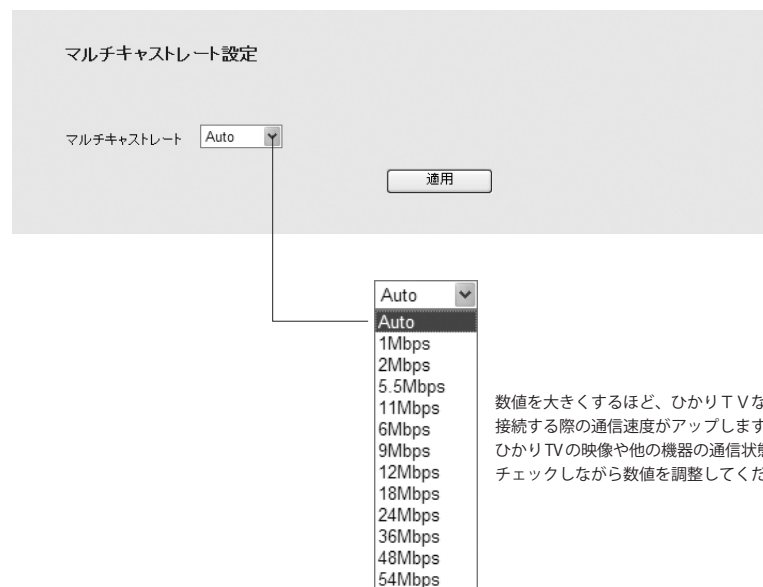 マルチキャストレート設定
マルチキャストレート Auto
適用
Auto
Auto
1Mbps
2Mbps
5.5Mbps
11Mbps
6Mbps
9Mbps
12Mbps
18Mbps
24Mbps
36Mbps
48Mbps
54Mbps
数値を大きくするほど、ひかりＴＶな
接続する際の通信速度がアップします
ひかりTVの映像や他の機器の通信状
チェックしながら数値を調整してくだ